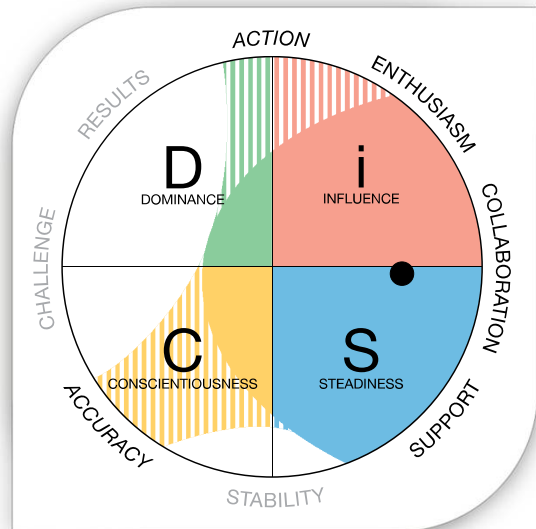 ACTION
ENTHUSIASM
RESULTS
D
DOMINANCE
i
INFLUENCE
COLLABORATION
CHALLENGE
C
CONSCIENTIOUSNESS
S
STEADINESS
ACCURACY
SUPPORT
STABILITY